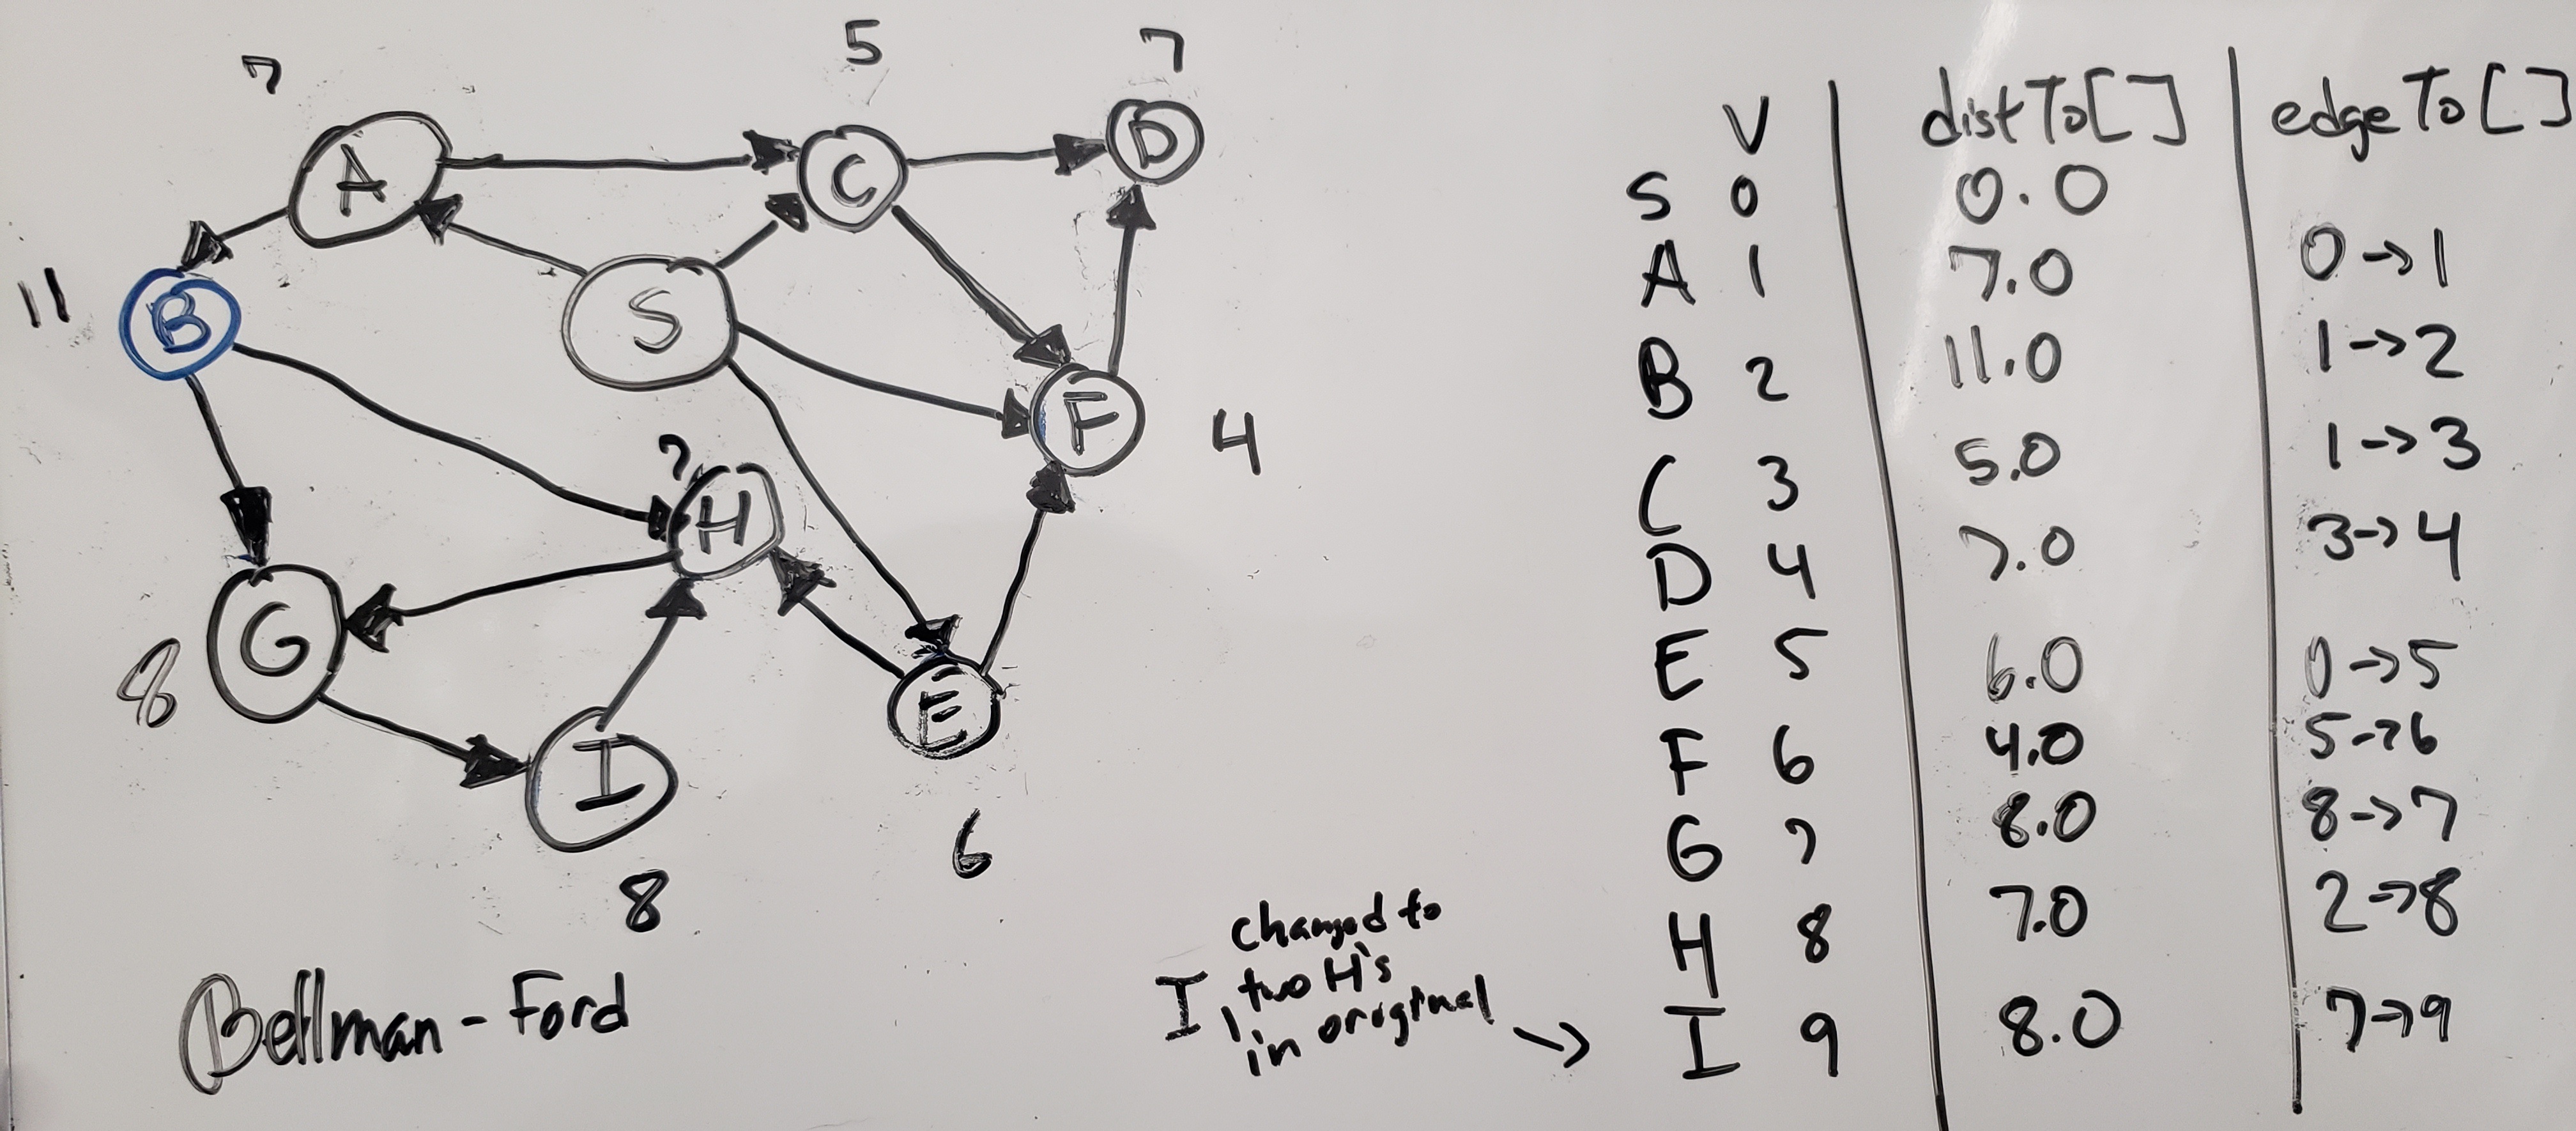 7
5
7
A
C
D
S
B
11
F
4
7
H
G
8
I
E
8
6
Bellman - Ford
changed to
I, two H's
in original →
V distTo[] edgeTo[]
S 0 0.0
A 1 7.0 0→1
B 2 11.0 1→2
C 3 5.0 1→3
D 4 7.0 3→4
E 5 6.0 0→5
F 6 4.0 5→6
G 7 8.0 8→7
H 8 7.0 2→8
I 9 8.0 7→9